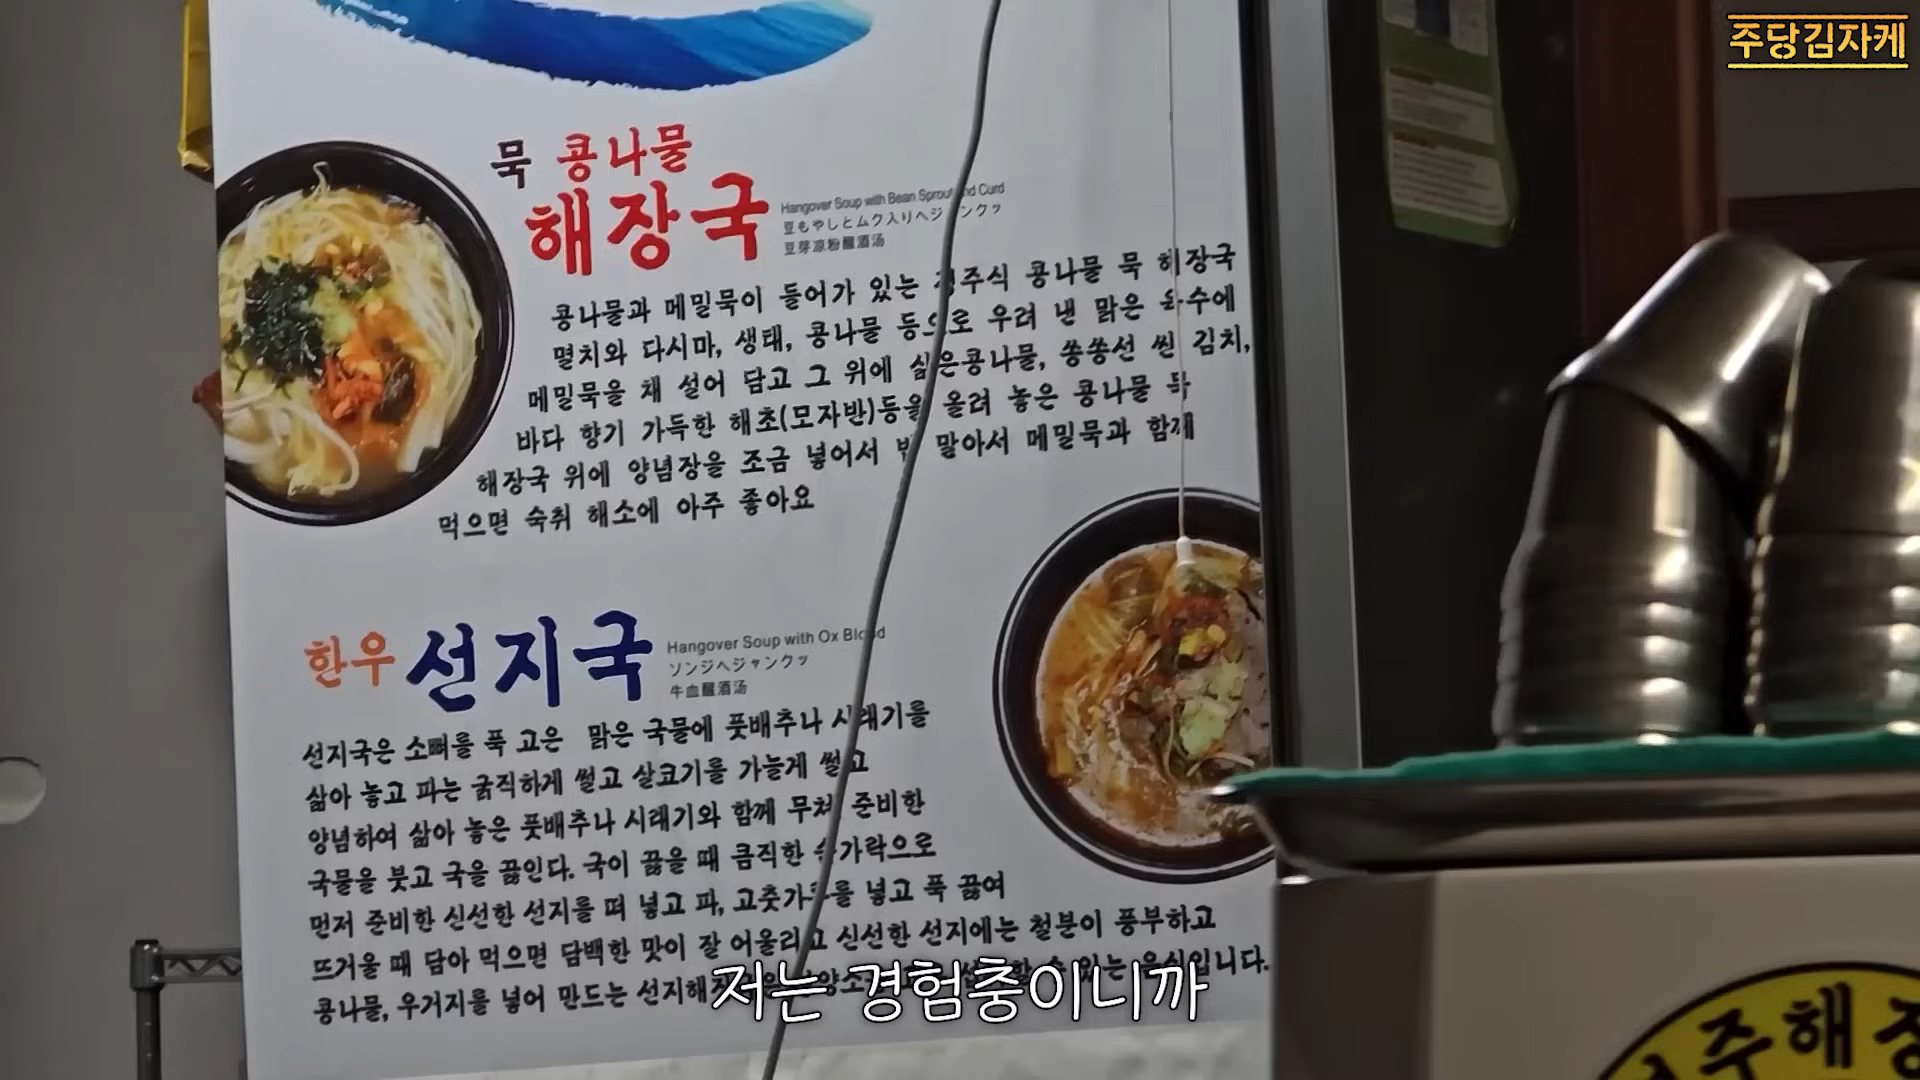 주당김자케
묵 콩나물
해장국
Hangover Soup with Bean Sprout and Curd
豆もやしとムク入りヘジャンクッ
豆芽凉粉醒酒汤
콩나물과 메밀묵이 들어가 있는 콩나물 묵 해장국
멸치와 다시마, 생태, 콩나물 등으로 우려 낸 맑은 육수에
메밀묵을 채 썰어 담고 그 위에 삶은콩나물, 쏭쏭선 씬 김치,
바다 향기 가득한 해초(모자반)등을 올려 놓은 콩나물 묵
해장국 위에 양념장을 조금 넣어서 말아서 메밀묵과 함께
먹으면 숙취 해소에 아주 좋아요
한우 선지국
Hangover Soup with Ox Blood
ソンジヘジャンクッ
牛血醒酒汤
선지국은 소뼈를 푹 고은 맑은 국물에 풋배추나 시래기를
삶아 놓고 파는 굵직하게 썰고 살코기를 가늘게 썰고
양념하여 삶아 놓은 풋배추나 시래기와 함께 무쳐 준비한
국물을 붓고 국을 끓인다. 국이 끓을 때 큼직한 숟가락으로
먼저 준비한 신선한 선지를 떠 넣고 파, 고춧가루를 넣고 푹 끓여
뜨거울 때 담아 먹으면 담백한 맛이 잘 어울리고 신선한 선지에는 철분이 풍부하고
콩나물, 우거지를 넣어 만드는 있는 음식입니다.
저는 경험충이니까
주해장